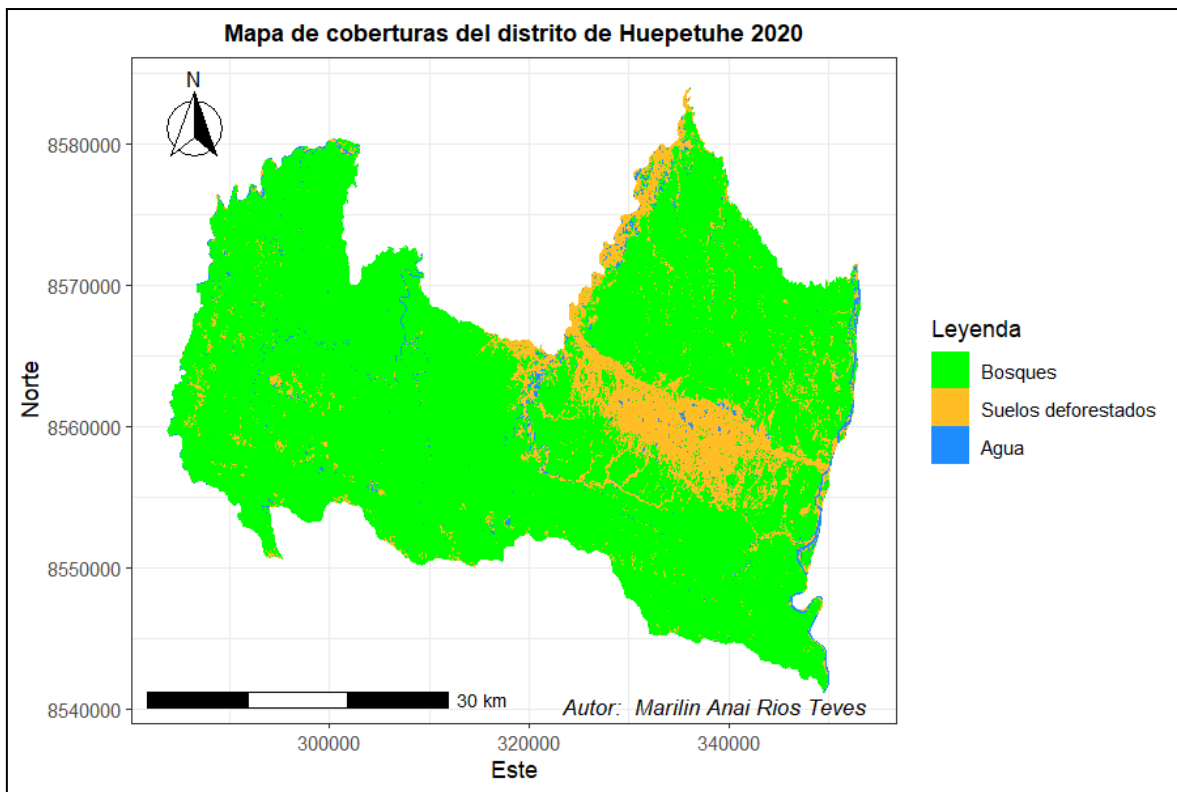 Mapa de coberturas del distrito de Huepetuhe 2020
N
8580000
8570000
8560000
8550000
8540000
Norte
30 km
Autor: Marilin Anai Rios Teves
300000
320000
340000
Este
Leyenda
Bosques
Suelos deforestados
Agua